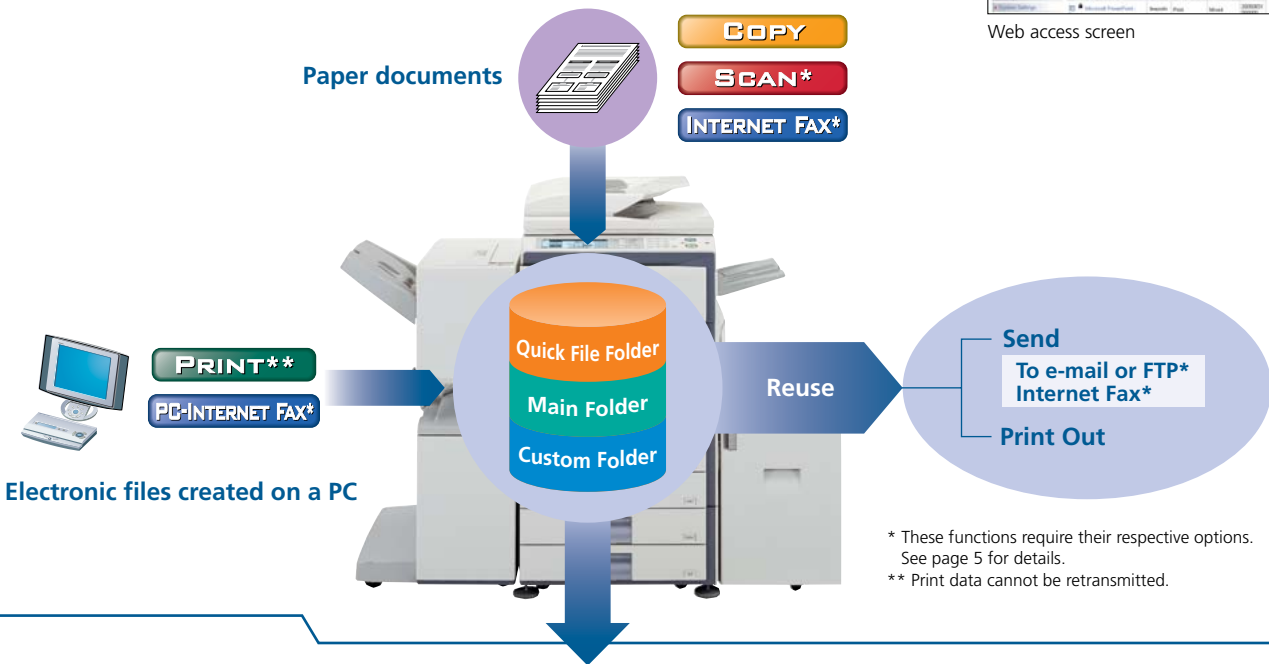 Web access screen
Paper documents
COPY
SCAN*
INTERNET FAX*
PRINT**
PC-INTERNET FAX*
Electronic files created on a PC
Quick File Folder
Main Folder
Custom Folder
Reuse
Send
To e-mail or FTP*
Internet Fax*
Print Out
* These functions require their respective options.
See page 5 for details.
** Print data cannot be retransmitted.